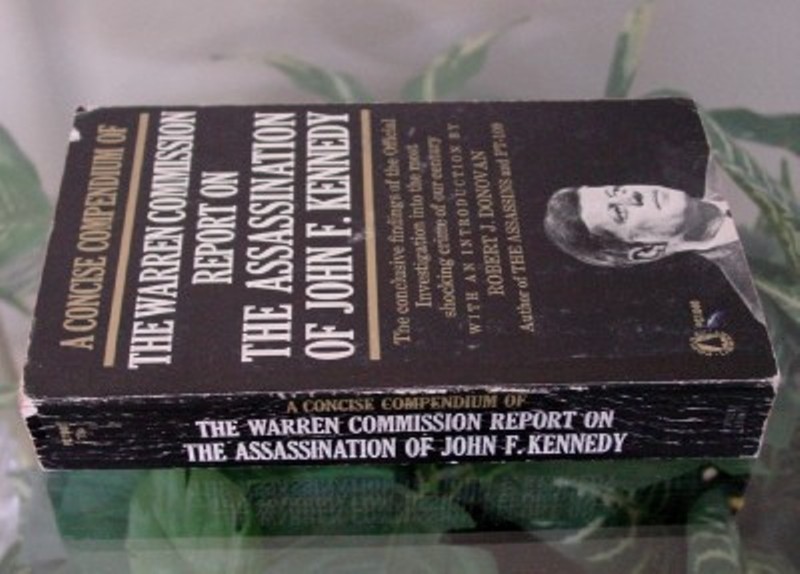 A CONCISE COMPENDIUM OF
THE WARREN COMMISSION
REPORT ON
THE ASSASSINATION
OF JOHN F. KENNEDY
The conclusive findings of the Official
Investigation into the most
shocking crime of our century
WITH AN INTRODUCTION BY
ROBERT J. DONOVAN
Author of THE ASSASSINS and PT-109
A CONCISE COMPENDIUM OF
THE WARREN COMMISSION REPORT ON
THE ASSASSINATION OF JOHN F. KENNEDY